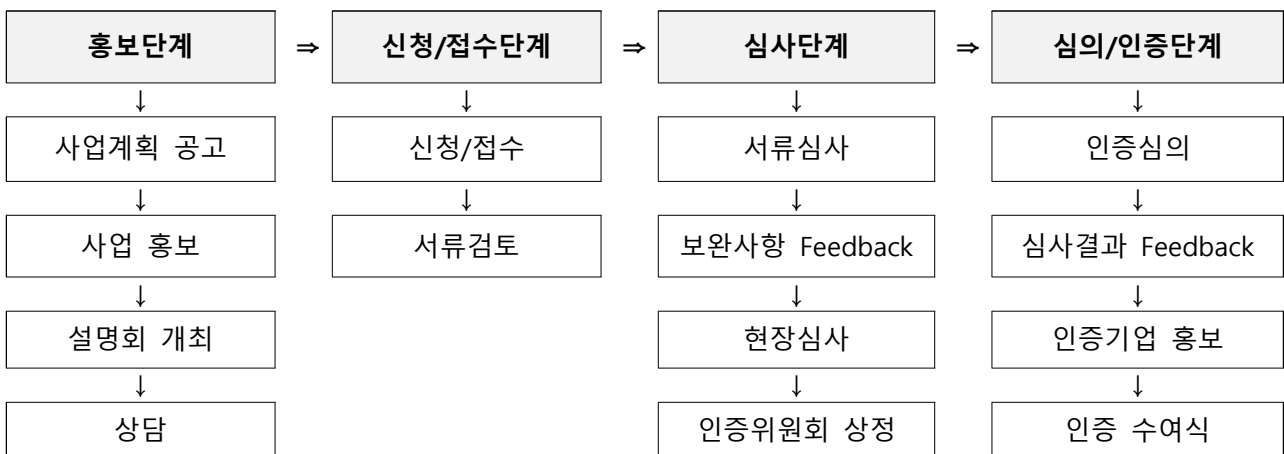 홍보단계 ⇒ 신청/접수단계 ⇒ 심사단계 ⇒ 심의/인증단계
↓ ↓ ↓ ↓
사업계획 공고 신청/접수 서류심사 인증심의
↓ ↓ ↓ ↓
사업 홍보 서류검토 보완사항 Feedback 심사결과 Feedback
↓ ↓ ↓
설명회 개최 현장심사 인증기업 홍보
↓ ↓ ↓
상담 인증위원회 상정 인증 수여식